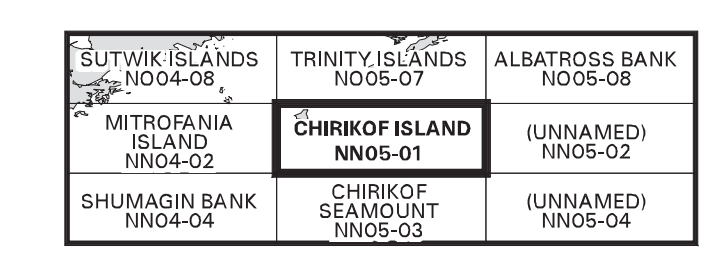 SUTWIK ISLANDS
NO04-08
TRINITY ISLANDS
NO05-07
ALBATROSS BANK
NO05-08
MITROFANIA
ISLAND
NN04-02
CHIRIKOF ISLAND
NN05-01
(UNNAMED)
NN05-02
SHUMAGIN BANK
NN04-04
CHIRIKOF
SEAMOUNT
NN05-03
(UNNAMED)
NN05-04